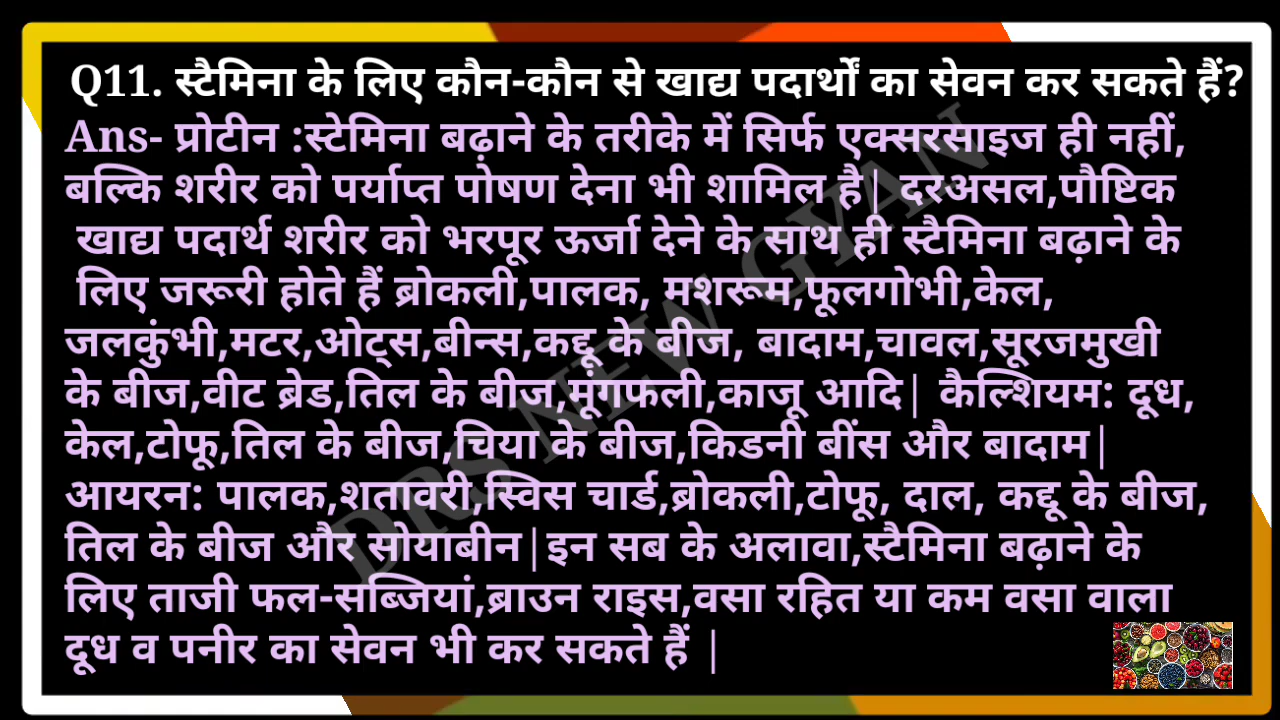 Q11. स्टैमिना के लिए कौन-कौन से खाद्य पदार्थों का सेवन कर सकते हैं?
Ans- प्रोटीन :स्टेमिना बढ़ाने के तरीके में सिर्फ एक्सरसाइज ही नहीं,
बल्कि शरीर को पर्याप्त पोषण देना भी शामिल है| दरअसल,पौष्टिक
खाद्य पदार्थ शरीर को भरपूर ऊर्जा देने के साथ ही स्टैमिना बढ़ाने के
लिए जरूरी होते हैं ब्रोकली,पालक, मशरूम,फूलगोभी,केल,
जलकुंभी,मटर,ओट्स,बीन्स,कद्दू के बीज, बादाम,चावल,सूरजमुखी
के बीज,वीट ब्रेड,तिल के बीज,मूंगफली,काजू आदि| कैल्शियम: दूध,
केल,टोफू,तिल के बीज,चिया के बीज,किडनी बींस और बादाम|
आयरन: पालक,शतावरी,स्विस चार्ड,ब्रोकली,टोफू, दाल, कद्दू के बीज,
तिल के बीज और सोयाबीन|इन सब के अलावा,स्टैमिना बढ़ाने के
लिए ताजी फल-सब्जियां,ब्राउन राइस,वसा रहित या कम वसा वाला
दूध व पनीर का सेवन भी कर सकते हैं |
DRS NEW GYAN